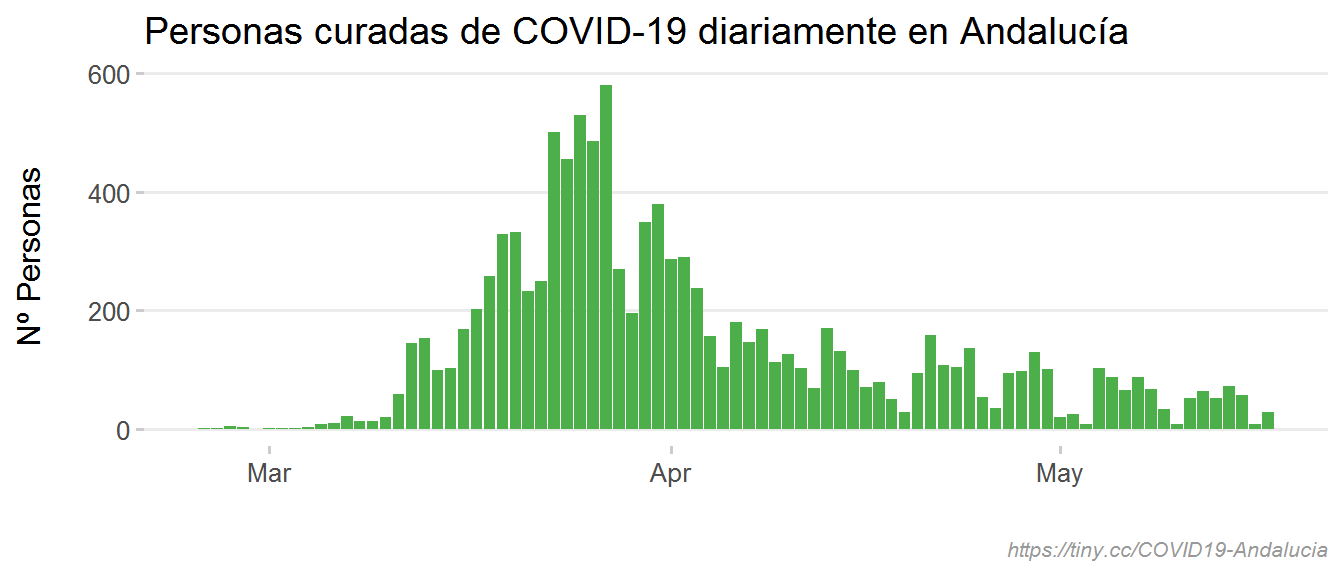 Personas curadas de COVID-19 diariamente en Andalucía
Nº Personas
600
400
200
0
Mar Apr May
https://tiny.cc/COVID19-Andalucia